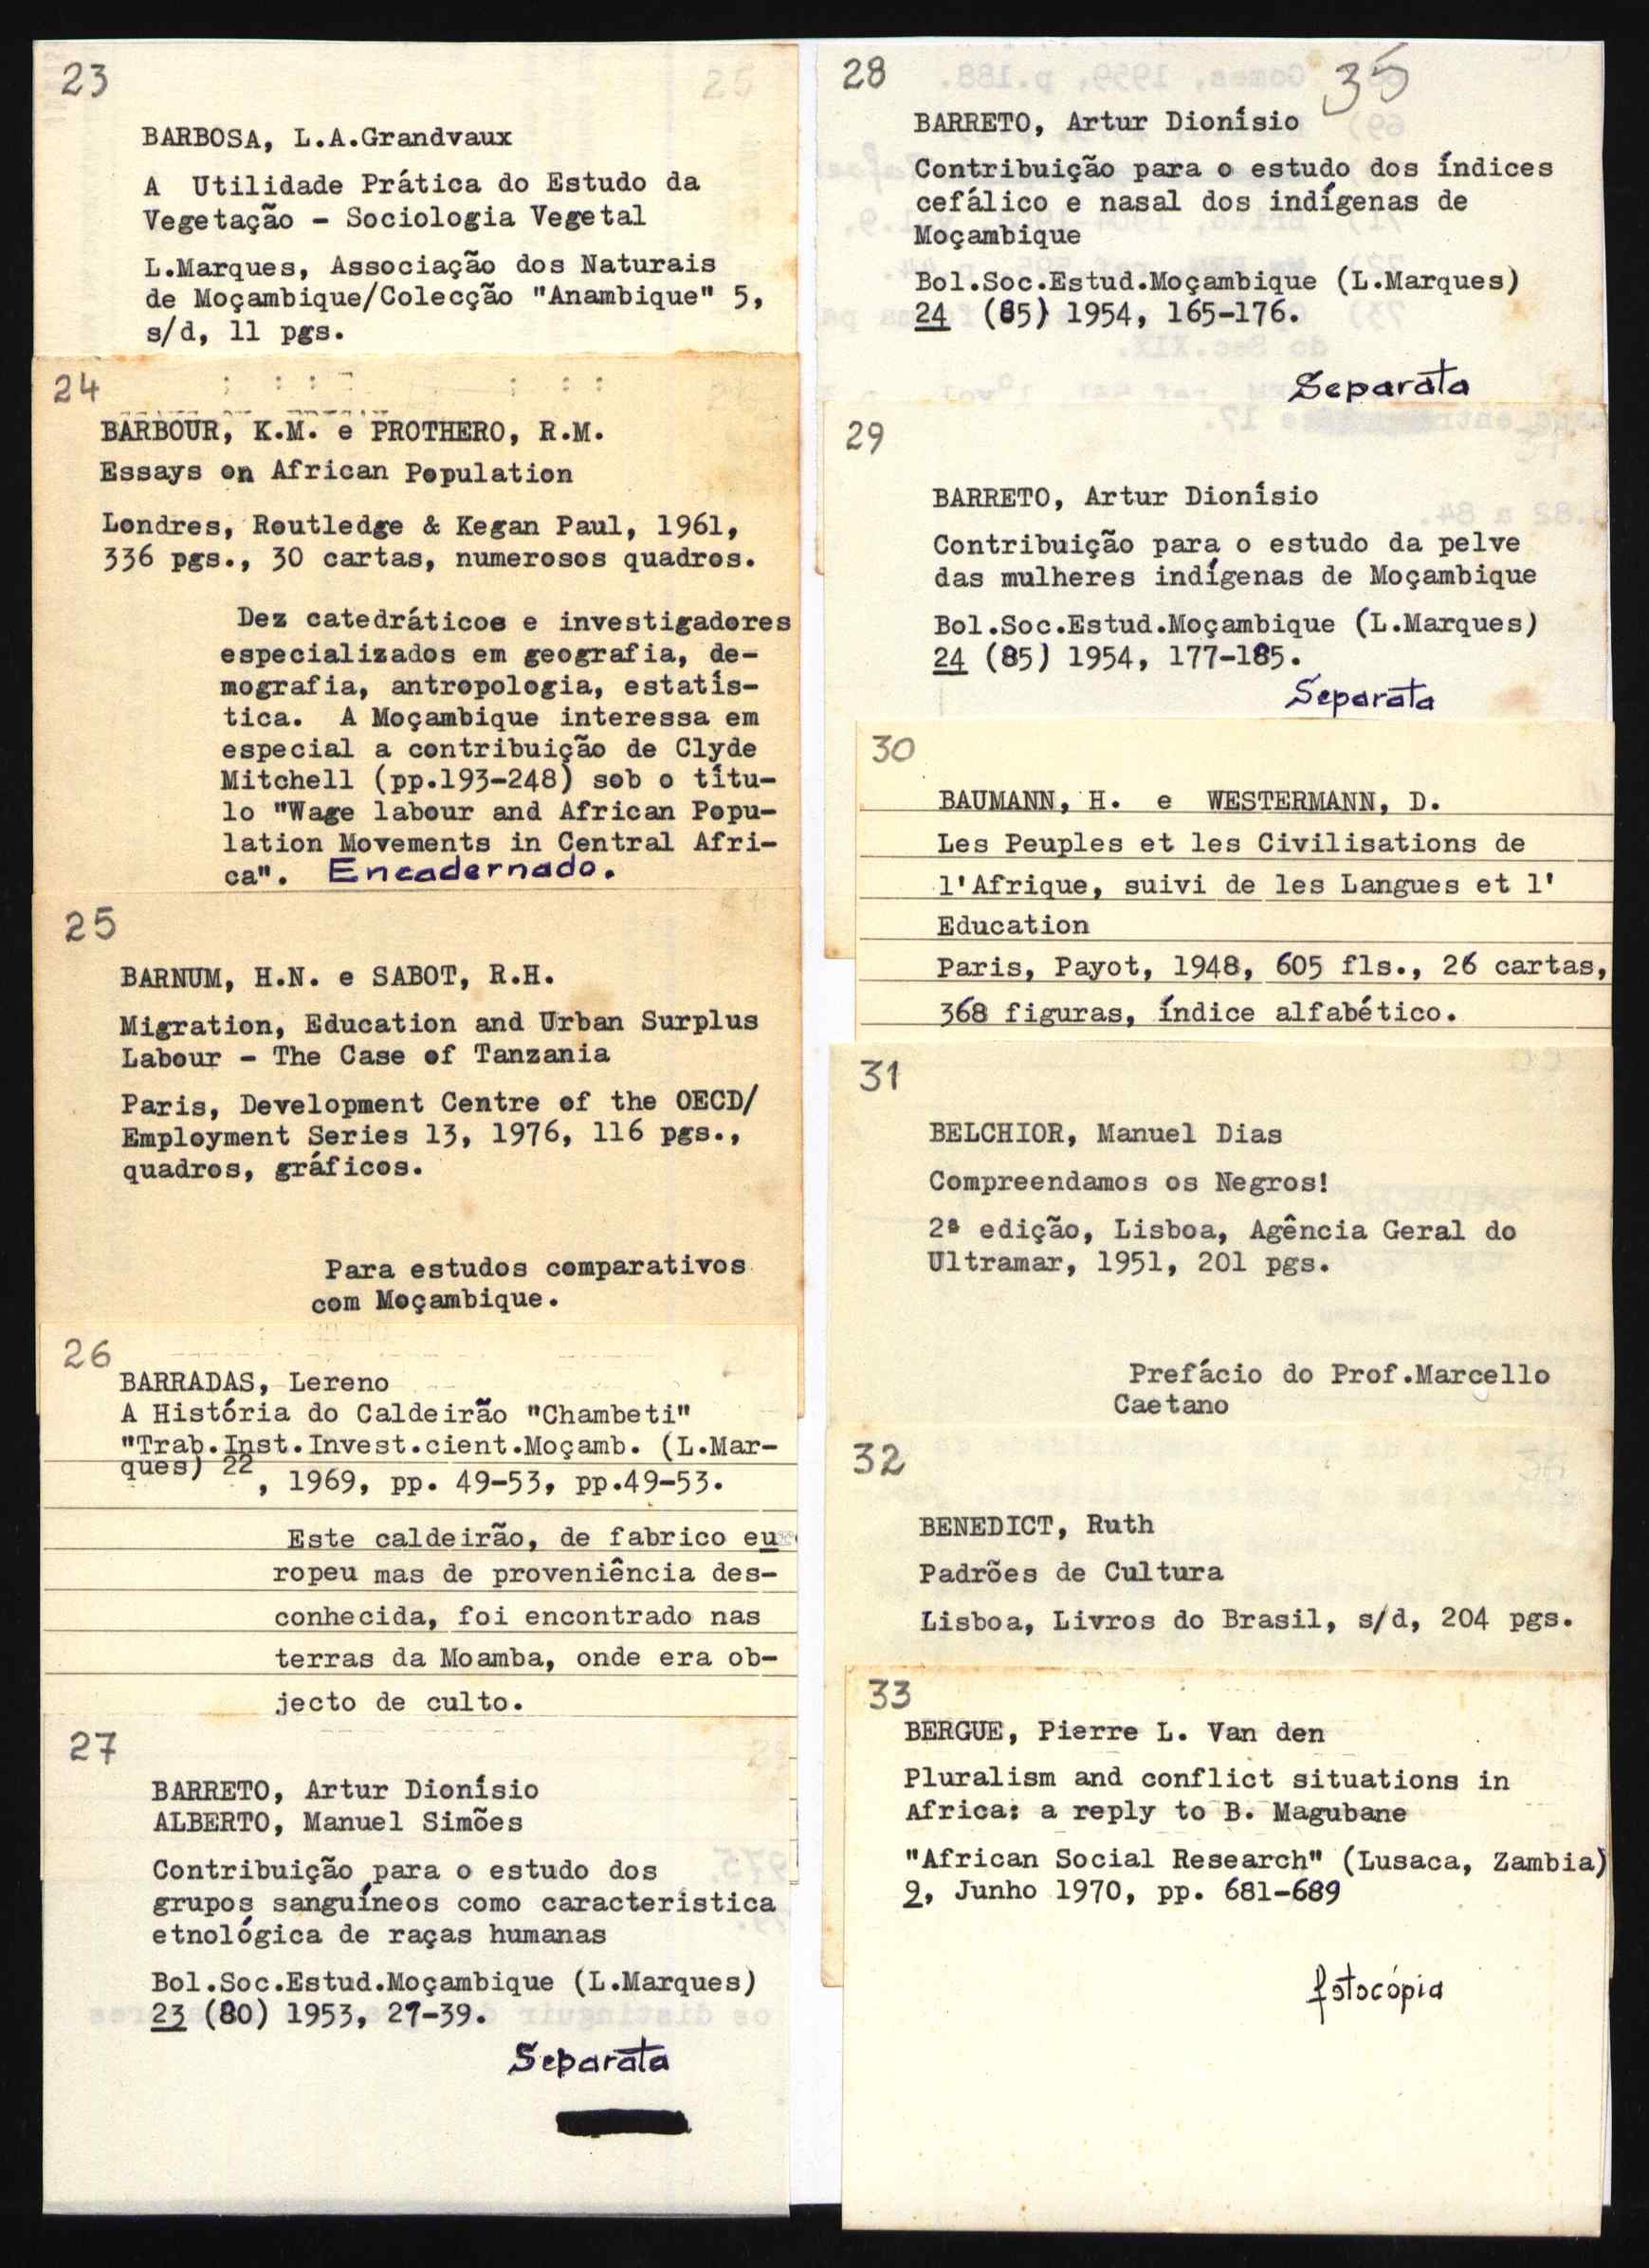 23
BARBOSA, L.A.Grandvaux
A Utilidade Prática do Estudo da
Vegetação - Sociologia Vegetal
L.Marques, Associação dos Naturais
de Moçambique/Colecção "Anambique" 5,
s/d, 11 pgs.
24
BARBOUR, K.M. e PROTHERO, R.M.
Essays on African Population
Londres, Routledge & Kegan Paul, 1961,
336 pgs., 30 cartas, numerosos quadros.
Dez catedráticos e investigadores
especializados em geografia, de-
mografia, antropologia, estatís-
tica. A Moçambique interessa em
especial a contribuição de Clyde
Mitchell (pp.193-248) sob o títu-
lo "Wage labour and African Popu-
lation Movements in Central Afri-
ca". Encadernado.
25
BARNUM, H.N. e SABOT, R.H.
Migration, Education and Urban Surplus
Labour - The Case of Tanzania
Paris, Development Centre of the OECD/
Employment Series 13, 1976, 116 pgs.,
quadros, gráficos.
Para estudos comparativos
com Moçambique.
26
BARRADAS, Lereno
A História do Caldeirão "Chambeti"
"Trab.Inst.Invest.cient.Moçamb. (L.Mar-
ques) 22
, 1969, pp. 49-53, pp.49-53.
Este caldeirão, de fabrico eu
ropeu mas de proveniência des-
conhecida, foi encontrado nas
terras da Moamba, onde era ob-
jecto de culto.
27
BARRETO, Artur Dionísio
ALBERTO, Manuel Simões
Contribuição para o estudo dos
grupos sanguíneos como caracteristica
etnológica de raças humanas
Bol.Soc.Estud.Moçambique (L.Marques)
23 (80) 1953, 27-39.
Separata
28
35
BARRETO, Artur Dionísio
Contribuição para o estudo dos índices
cefálico e nasal dos indígenas de
Moçambique
Bol.Soc.Estud.Moçambique (L.Marques)
24 (85) 1954, 165-176.
Separata
29
BARRETO, Artur Dionísio
Contribuição para o estudo da pelve
das mulheres indígenas de Moçambique
Bol.Soc.Estud.Moçambique (L.Marques)
24 (85) 1954, 177-185.
Separata
30
BAUMANN, H. e WESTERMANN, D.
Les Peuples et les Civilisations de
l'Afrique, suivi de les Langues et l'
Education
Paris, Payot, 1948, 605 fls., 26 cartas,
368 figuras, índice alfabético.
31
BELCHIOR, Manuel Dias
Compreendamos os Negros!
2ª edição, Lisboa, Agência Geral do
Ultramar, 1951, 201 pgs.
Prefácio do Prof.Marcello
Caetano
32
BENEDICT, Ruth
Padrões de Cultura
Lisboa, Livros do Brasil, s/d, 204 pgs.
33
BERGUE, Pierre L. Van den
Pluralism and conflict situations in
Africa: a reply to B. Magubane
"African Social Research" (Lusaca, Zambia)
9, Junho 1970, pp. 681-689
fotocópia